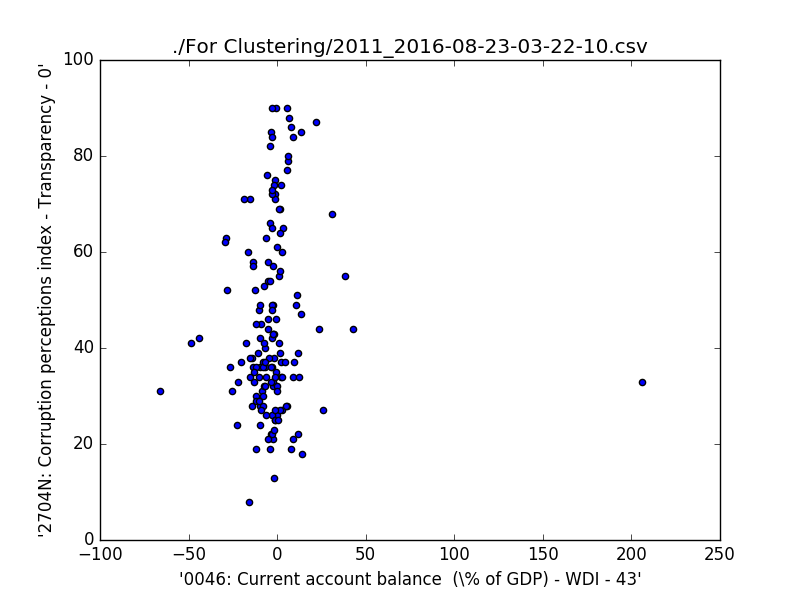 ./For Clustering/2011_2016-08-23-03-22-10.csv
'2704N: Corruption perceptions index - Transparency - 0'
100
80
60
40
20
0
−100 −50 0 50 100 150 200 250
'0046: Current account balance  (\% of GDP) - WDI - 43'